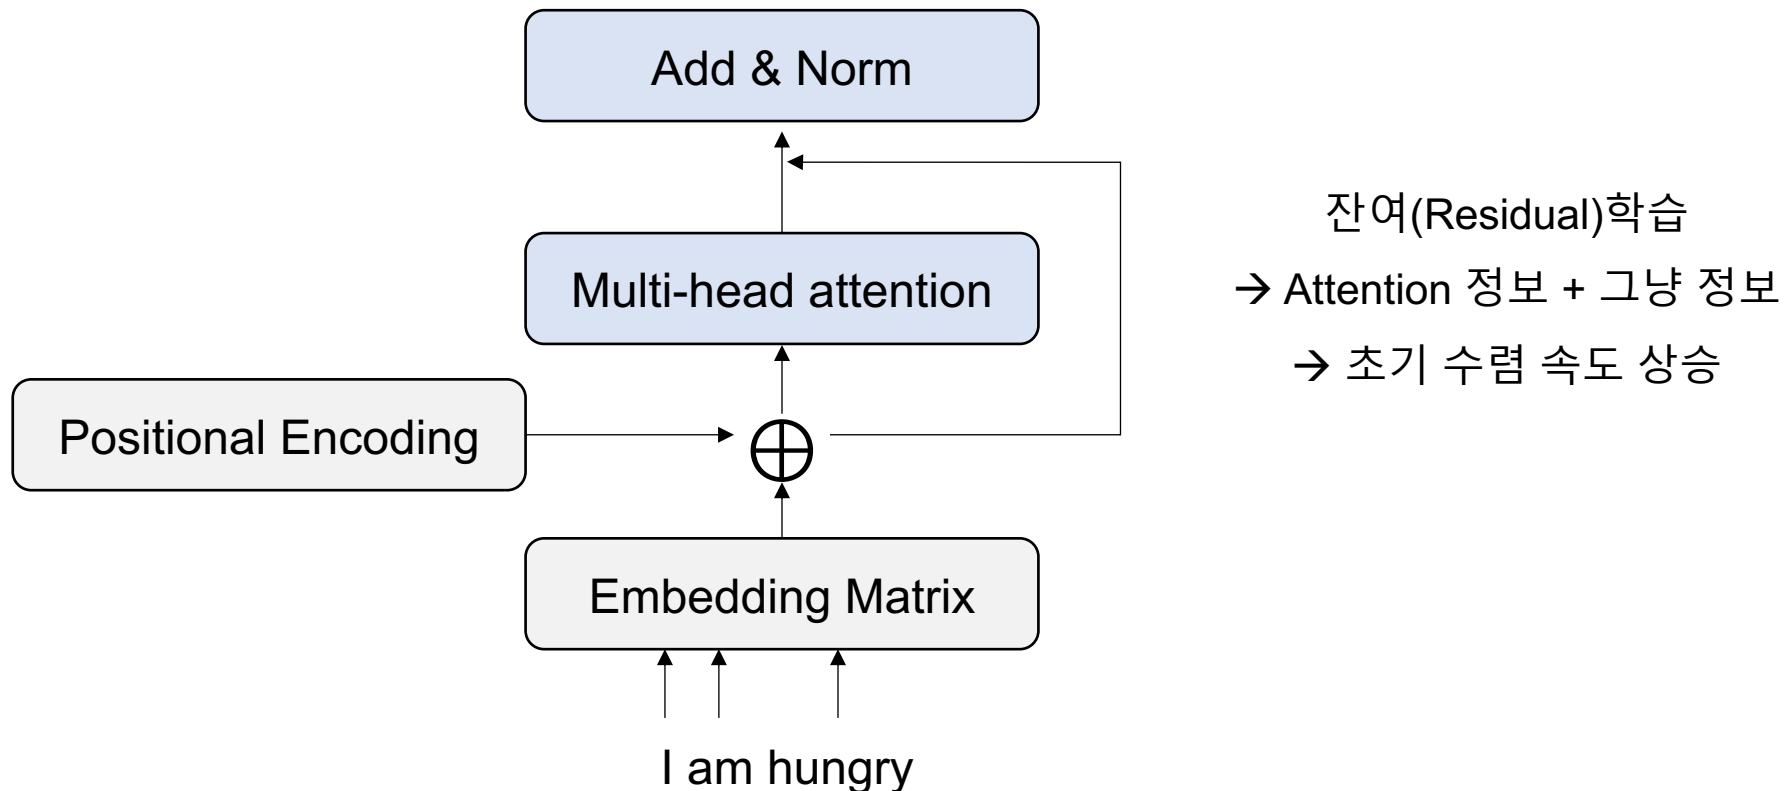 Add & Norm
Multi-head attention
Positional Encoding
Embedding Matrix
I am hungry
잔여(Residual)학습
→ Attention 정보 + 그냥 정보
→ 초기 수렴 속도 상승